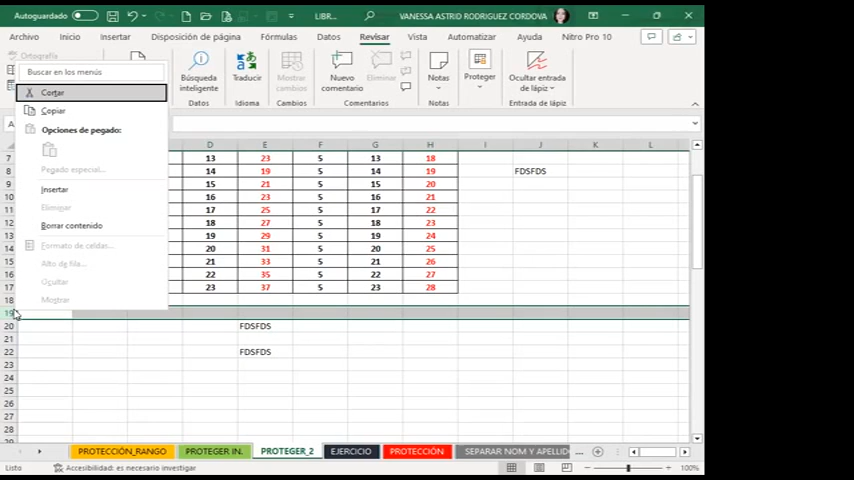 Autoguardado LIBR... VANESSA ASTRID RODRIGUEZ CORDOVA
Archivo Inicio Insertar Disposición de página Fórmulas Datos Revisar Vista Automatizar Ayuda Nitro Pro 10
Ortografía
Búsqueda inteligente
Traducir
Mostrar cambios
Nuevo comentario
Eliminar
Notas
Proteger
Ocultar entrada de lápiz
Datos Idioma Cambios Comentarios Notas Entrada de lápiz
Buscar en los menús
Cortar
Copiar
Opciones de pegado:
Pegado especial...
Insertar
Eliminar
Borrar contenido
Formato de celdas...
Alto de fila...
Ocultar
Mostrar
D E F G H I J K L
7 13 23 5 13 18
8 14 19 5 14 19 FDSFDS
9 15 21 5 15 20
10 16 23 5 16 21
11 17 25 5 17 22
12 18 27 5 18 23
13 19 29 5 19 24
14 20 31 5 20 25
15 21 33 5 21 26
16 22 35 5 22 27
17 23 37 5 23 28
18
19
20 FDSFDS
21
22 FDSFDS
23
24
25
26
27
28
PROTECCIÓN_RANGO PROTEGER IN. PROTEGER_2 EJERCICIO PROTECCIÓN SEPARAR NOM Y APELLID ...
Listo Accesibilidad: es necesario investigar 100%